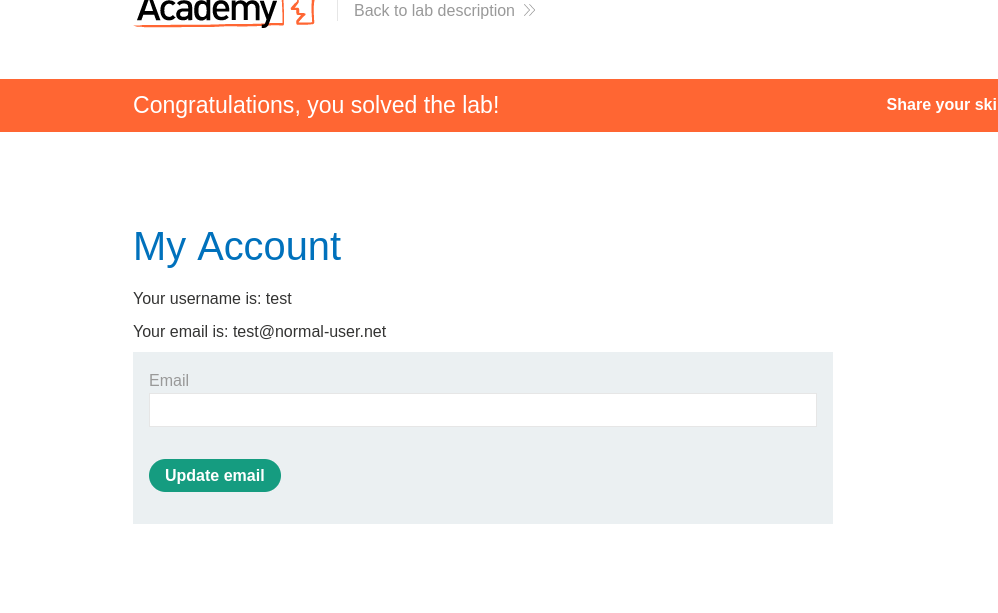 Academy
Back to lab description
Congratulations, you solved the lab!
Share your ski
My Account
Your username is: test
Your email is: test@normal-user.net
Email
Update email